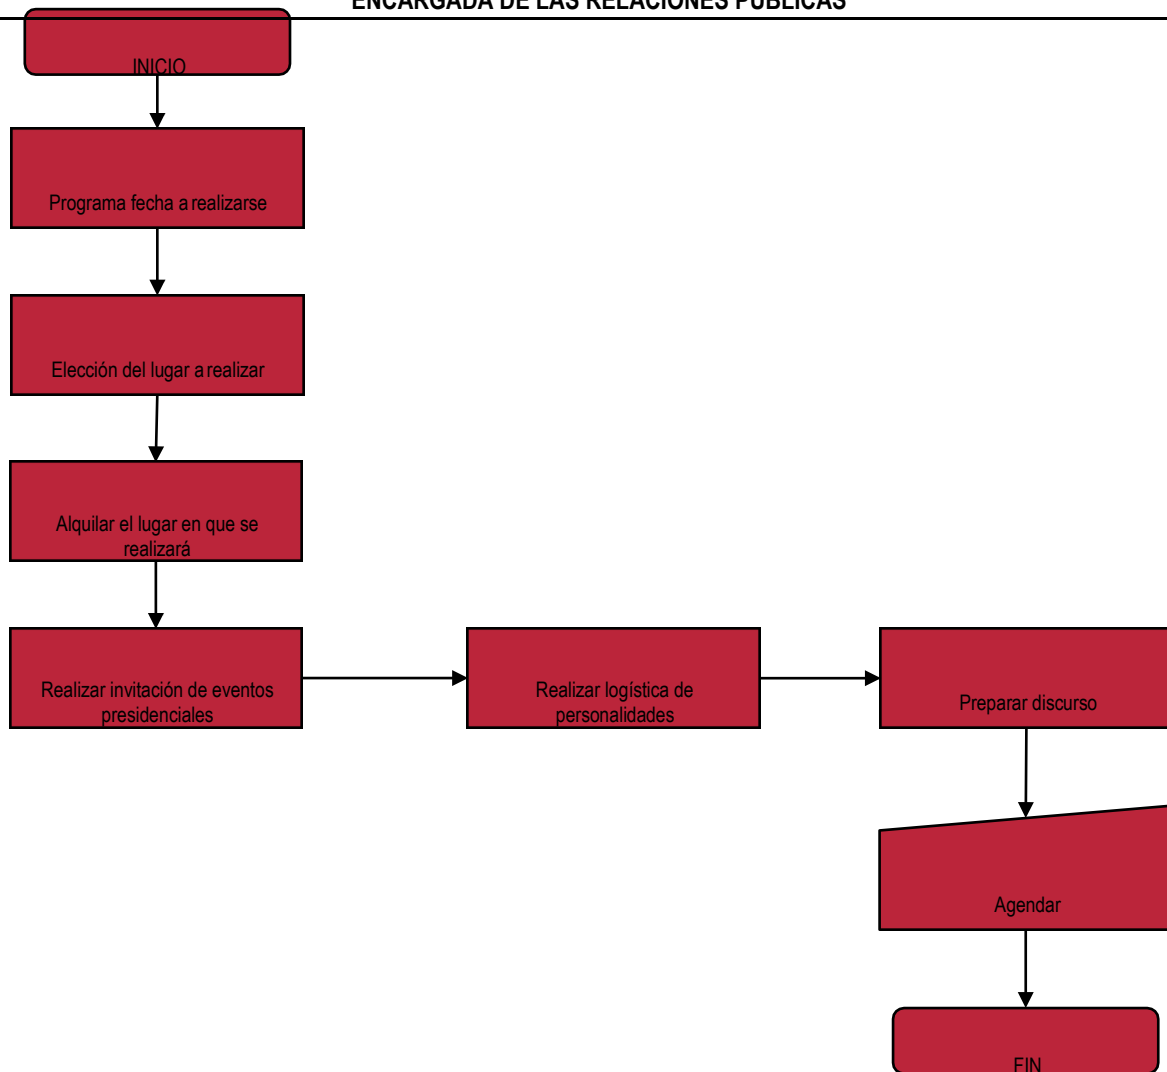 ENCARGADA DE LAS RELACIONES PÚBLICAS
INICIO
Programa fecha a realizarse
Elección del lugar a realizar
Alquilar el lugar en que se
realizará
Realizar invitación de eventos
presidenciales
Realizar logística de
personalidades
Preparar discurso
Agendar
FIN